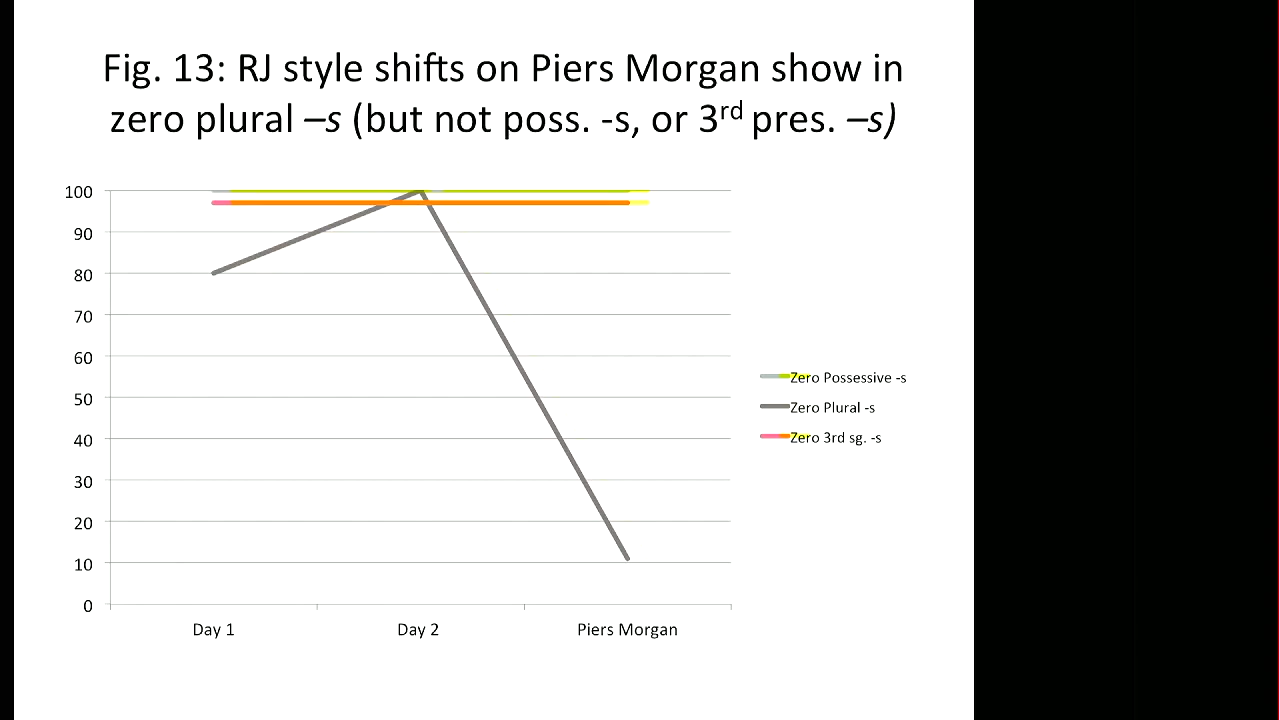 Fig. 13: RJ style shifts on Piers Morgan show in
zero plural –s (but not poss. -s, or 3rd pres. –s)
100
90
80
70
60
50
40
30
20
10
0
Day 1
Day 2
Piers Morgan
Zero Possessive -s
Zero Plural -s
Zero 3rd sg. -s